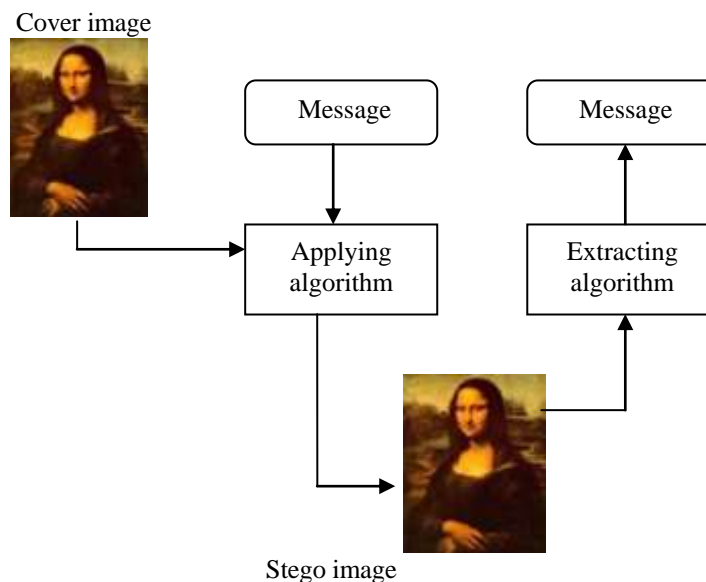 Cover image
Message
Message
Applying
algorithm
Extracting
algorithm
Stego image